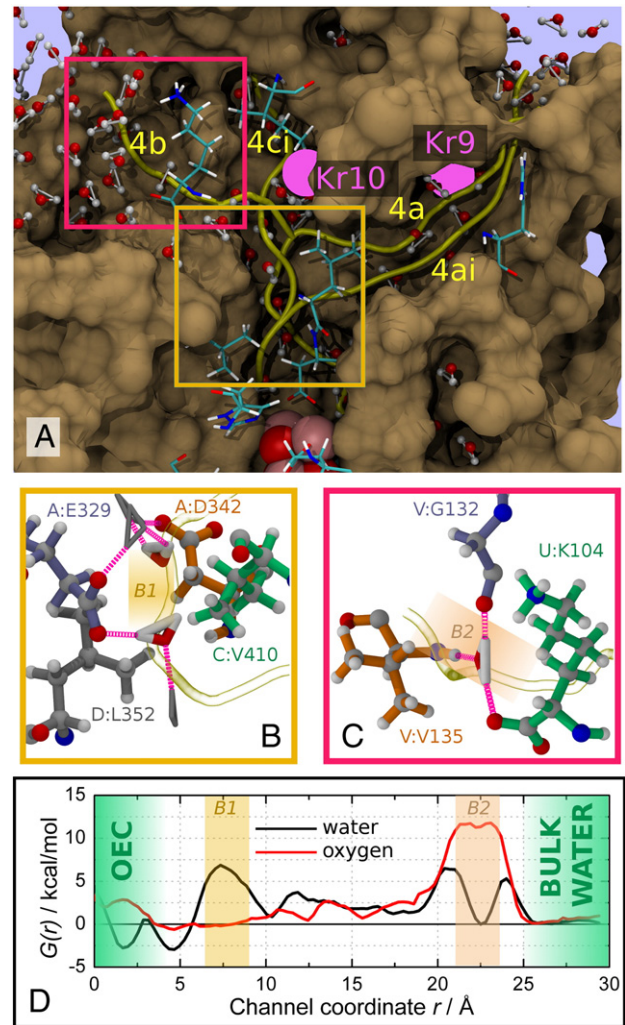 4b
4ci
Kr10
Kr9
4a
4ai
A
A:E329
A:D342
B1
C:V410
D:L352
B
V:G132
U:K104
B2
V:V135
C
15
10
5
0
-5
G(r) / kcal/mol
OEC
B1
water
oxygen
B2
BULK
WATER
0 5 10 15 20 25 30
Channel coordinate r / Å
D